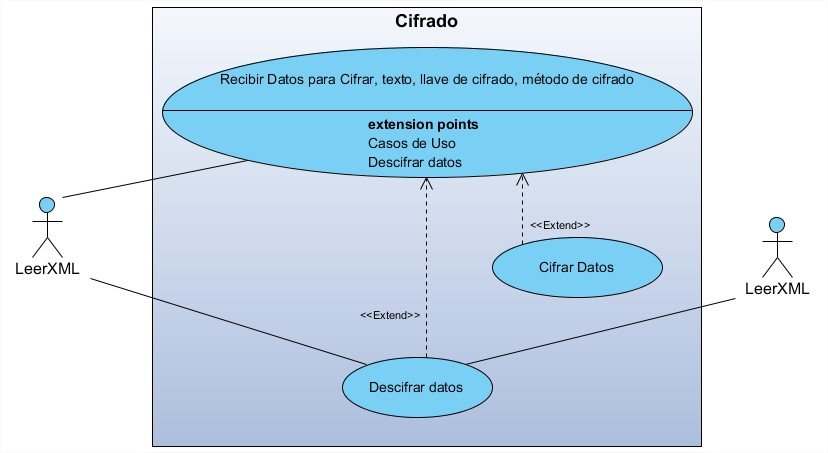 Cifrado
Recibir Datos para Cifrar, texto, llave de cifrado, método de cifrado
extension points
Casos de Uso
Descifrar datos
LeerXML
<<Extend>>
Cifrar Datos
LeerXML
<<Extend>>
Descifrar datos